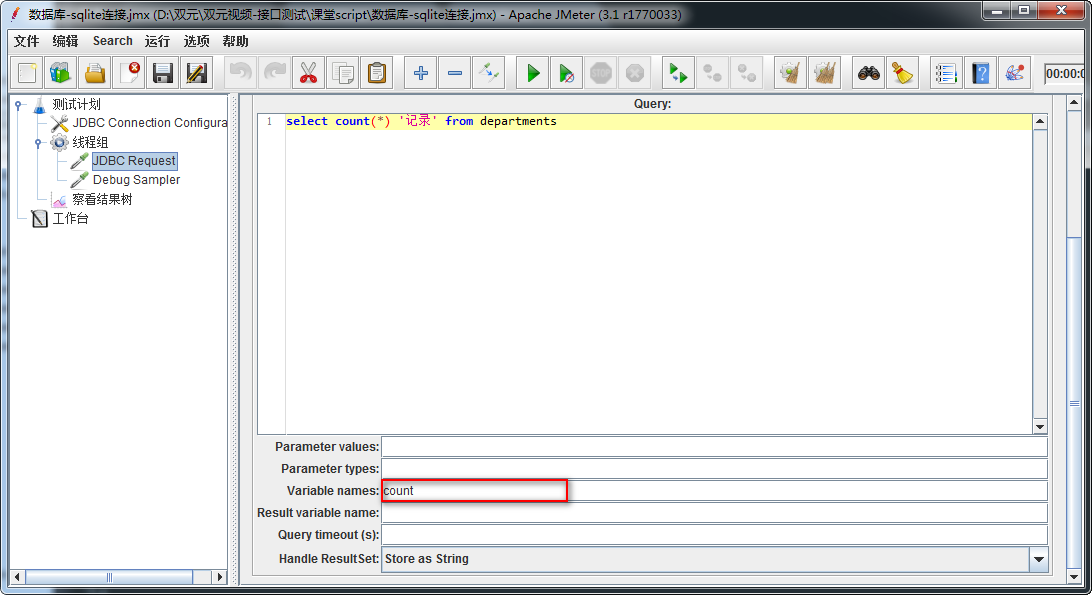 数据库-sqlite连接.jmx (D:\双元\双元视频-接口测试\课堂script\数据库-sqlite连接.jmx) - Apache JMeter (3.1 r1770033)
文件 编辑 Search 运行 选项 帮助
STOP
00:00:0
测试计划
JDBC Connection Configura
线程组
JDBC Request
Debug Sampler
察看结果树
工作台
Query:
1 select count(*) '记录' from departments
Parameter values:
Parameter types:
Variable names: count
Result variable name:
Query timeout (s):
Handle ResultSet: Store as String